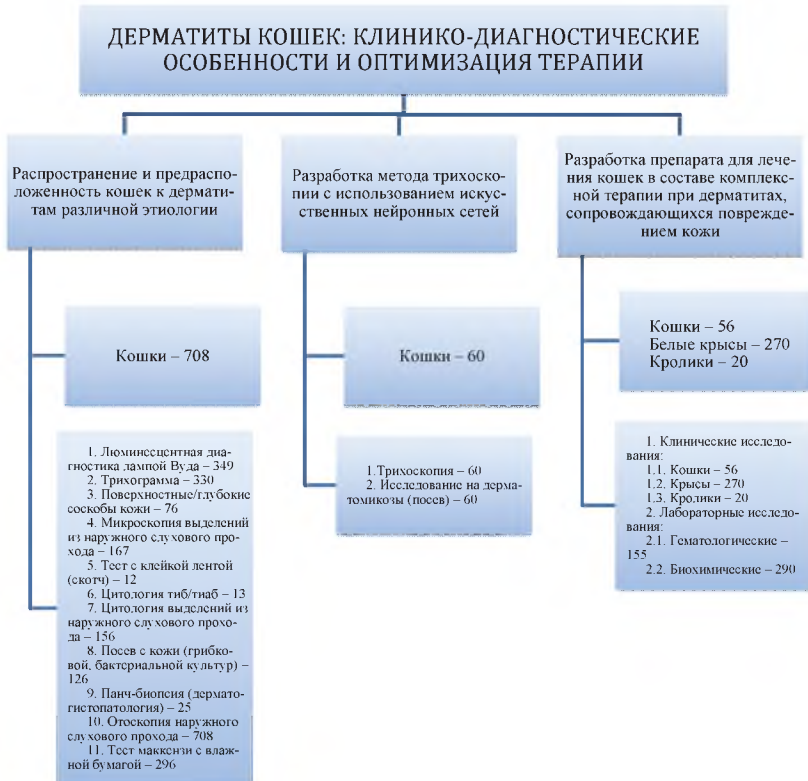 ДЕРМАТИТЫ КОШЕК: КЛИНИКО-ДИАГНОСТИЧЕСКИЕ
ОСОБЕННОСТИ И ОПТИМИЗАЦИЯ ТЕРАПИИ
Распространение и предраспо-
ложенность кошек к дермати-
там различной этиологии
Кошки – 708
1. Люминесцентная диа-
гностика лампой Вуда – 349
2. Трихограмма – 330
3. Поверхностные/глубокие
соскобы кожи – 76
4. Микроскопия выделений
из наружного слухового про-
хода – 167
5. Тест с клейкой лентой
(скотч) – 12
6. Цитология тиб/тиаб – 13
7. Цитология выделений из
наружного слухового прохо-
да – 156
8. Посев с кожи (грибко-
вой, бактериальной культур) –
126
9. Панч-биопсия (дермато-
гистопатология) – 25
10. Отоскопия наружного
слухового прохода – 708
11. Тест маккензи с влаж-
ной бумагой – 296
Разработка метода трихоско-
пии с использованием искус-
ственных нейронных сетей
Кошки – 60
1.Трихоскопия – 60
2. Исследование на дерма-
томикозы (посев) – 60
Разработка препарата для лече-
ния кошек в составе комплекс-
ной терапии при дерматитах,
сопровождающихся поврежде-
нием кожи
Кошки – 56
Белые крысы – 270
Кролики – 20
1. Клинические исследо-
вания:
1.1. Кошки – 56
1.2. Крысы – 270
1.3. Кролики – 20
2. Лабораторные исследо-
вания:
2.1. Гематологические –
155
2.2. Биохимические – 290